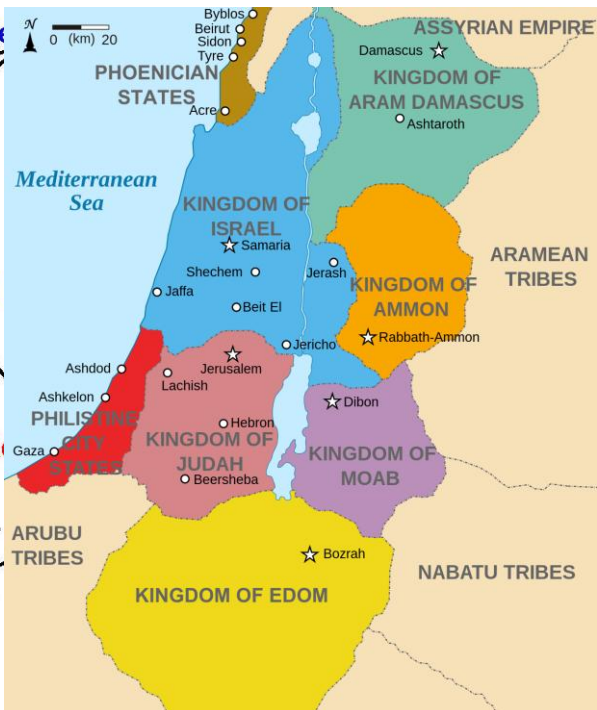 N
0 (km) 20
Byblos
Beirut
Sidon
Tyre
PHOENICIAN
STATES
Acre
ASSYRIAN EMPIRE
Damascus
KINGDOM OF
ARAM DAMASCUS
Ashtaroth
Mediterranean
Sea
KINGDOM OF
ISRAEL
Samaria
Shechem
Jerash
Jaffa
Beit El
Jericho
KINGDOM OF
AMMON
Rabbath-Ammon
ARAMEAN
TRIBES
Ashdod
Jerusalem
Lachish
Ashkelon
Dibon
PHILISTINE
CITY
STATES
Gaza
Hebron
KINGDOM OF
JUDAH
Beersheba
KINGDOM OF
MOAB
ARUBU
TRIBES
Bozrah
NABATU TRIBES
KINGDOM OF EDOM